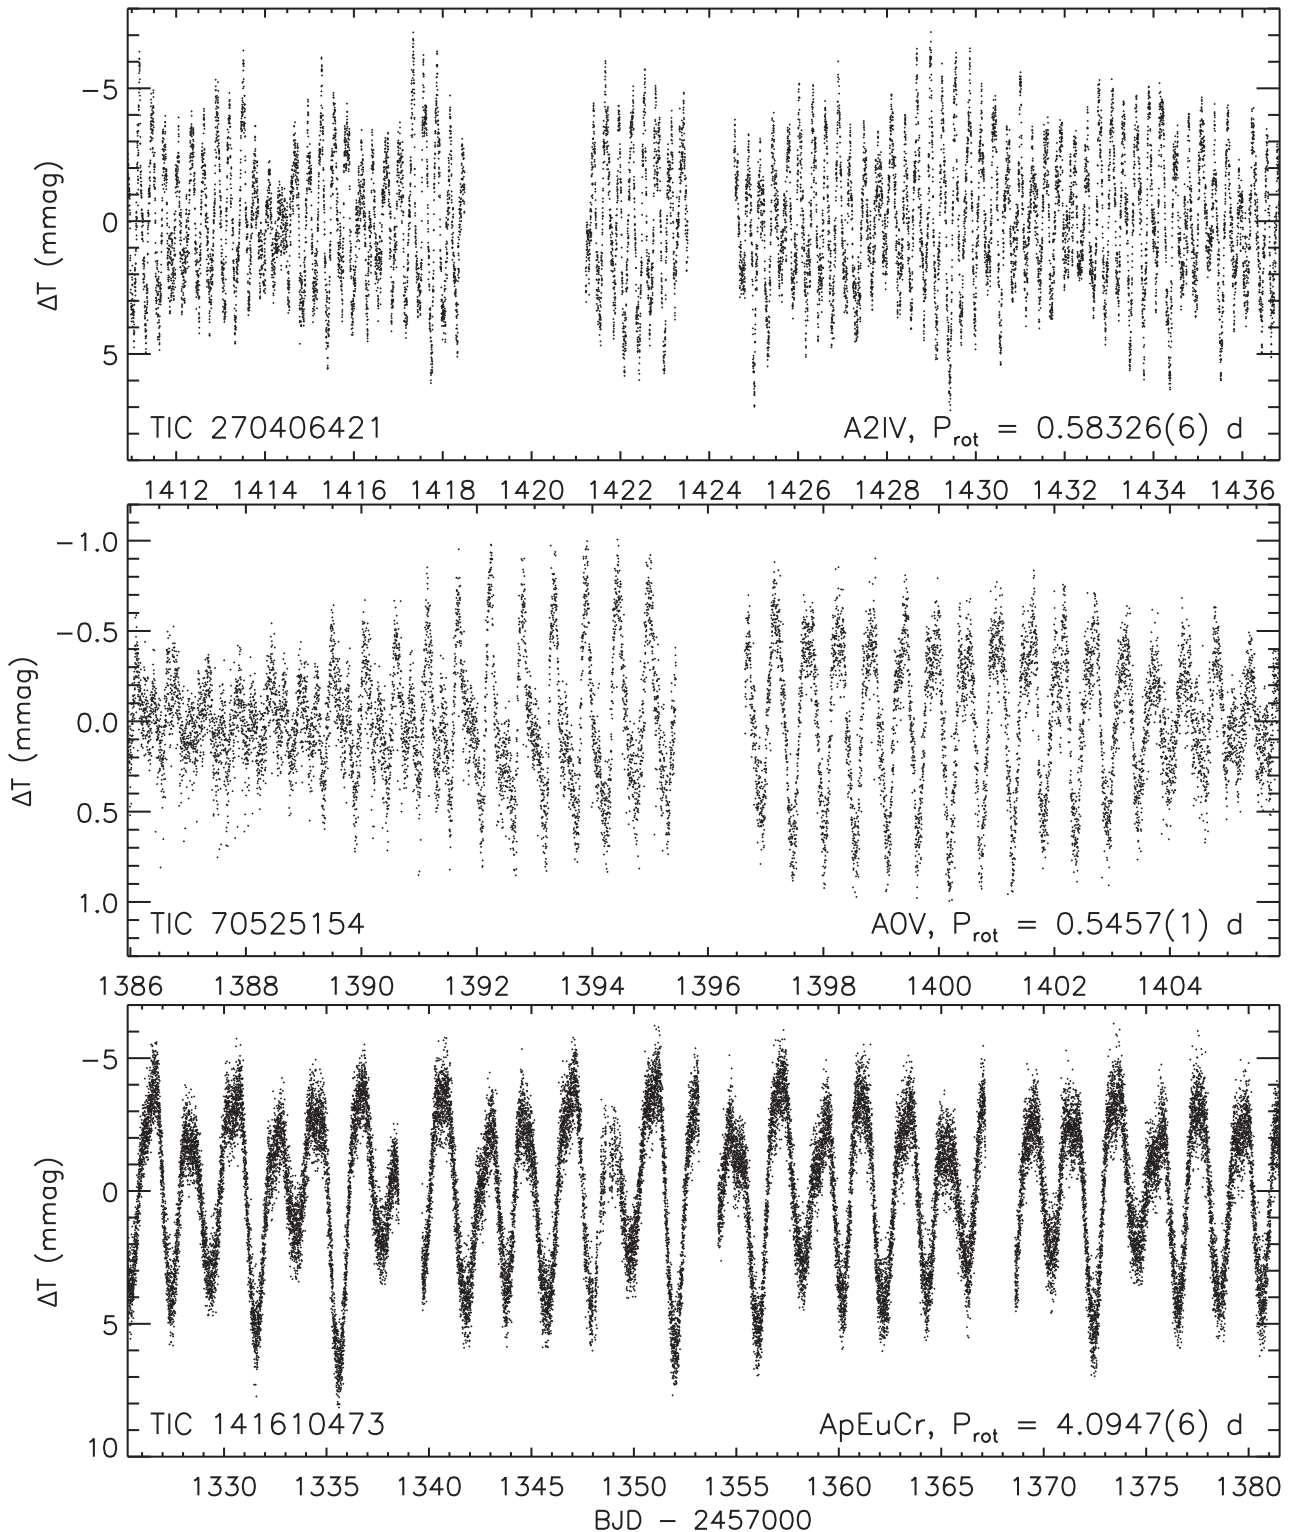 −5
0
5
ΔT (mmag)
TIC 270406421
A2IV, Prot = 0.58326(6) d
1412 1414 1416 1418 1420 1422 1424 1426 1428 1430 1432 1434 1436
−1.0
−0.5
0.0
0.5
1.0
ΔT (mmag)
TIC 70525154
A0V, Prot = 0.5457(1) d
1386 1388 1390 1392 1394 1396 1398 1400 1402 1404
−5
0
5
10
ΔT (mmag)
TIC 141610473
ApEuCr, Prot = 4.0947(6) d
1330 1335 1340 1345 1350 1355 1360 1365 1370 1375 1380
BJD − 2457000